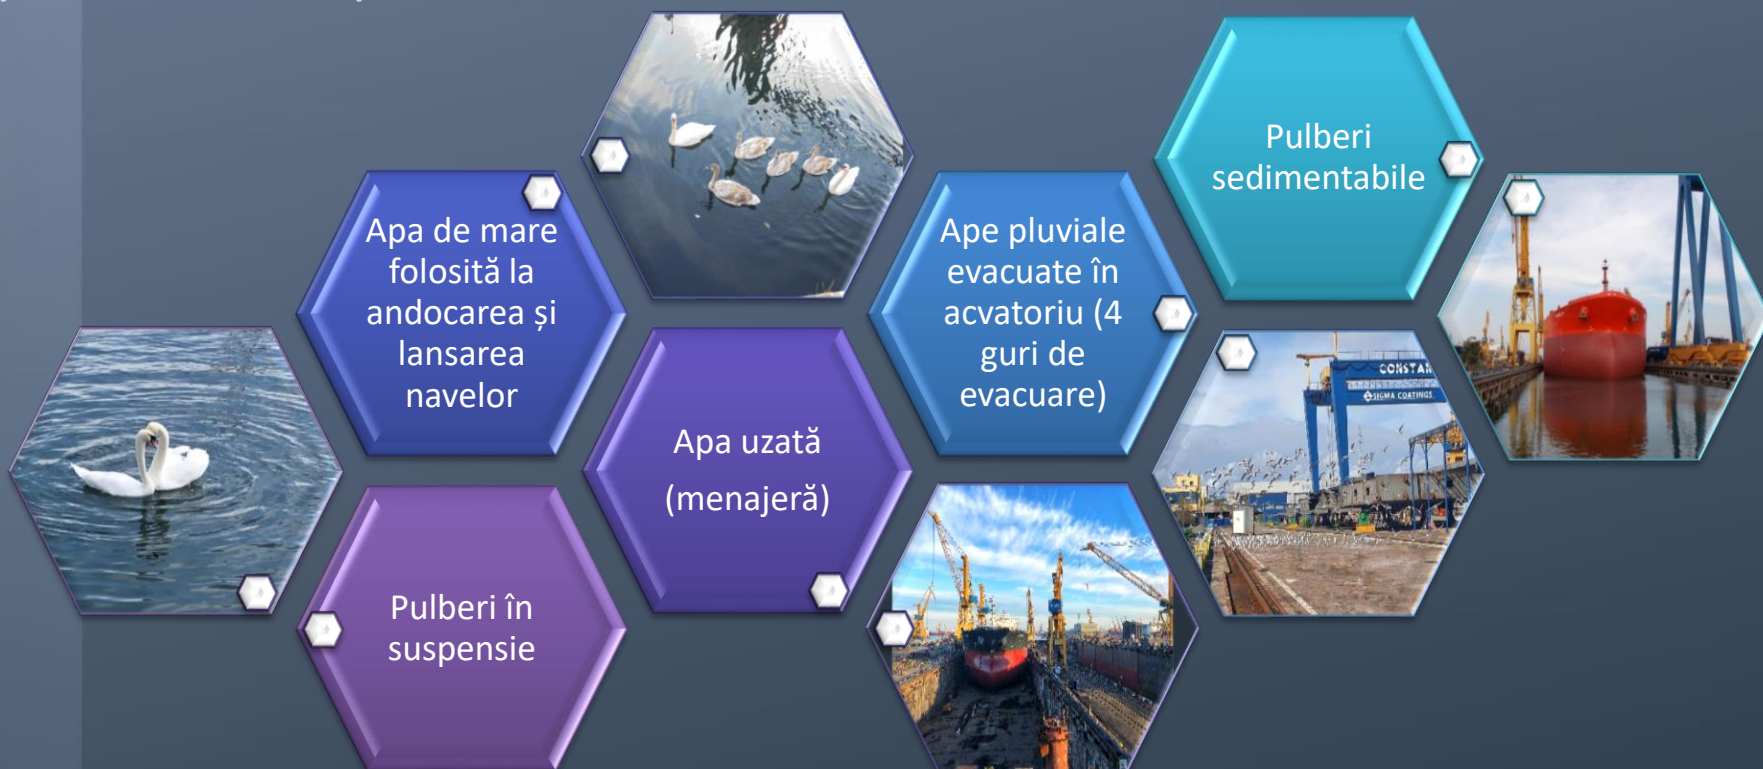 Apa de mare
folosită la
andocarea și
lansarea
navelor
Pulberi în
suspensie
Apa uzată
(menajeră)
Ape pluviale
evacuate în
acvatoriu (4
guri de
evacuare)
Pulberi
sedimentabile
CONSTAN
SIGMA COATINGS